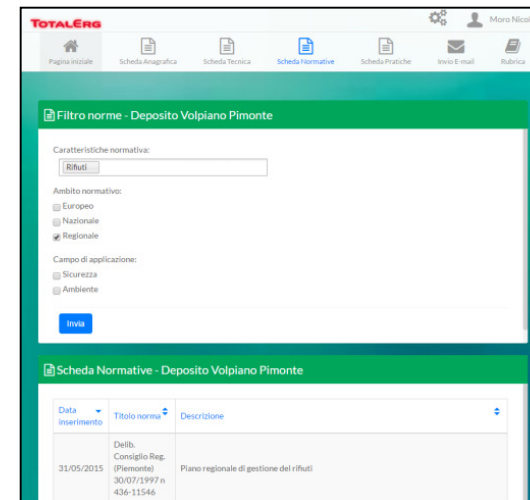 TOTALERG
Moro Nicol
Pagina iniziale
Scheda Anagrafica
Scheda Tecnica
Scheda Normative
Scheda Pratiche
Invio E-mail
Rubrica
Filtro norme - Deposito Volpiano Pimonte
Caratteristiche normativa:
Rifiuti
Ambito normativo:
Europeo
Nazionale
Regionale
Campo di applicazione:
Sicurezza
Ambiente
Invia
Scheda Normative - Deposito Volpiano Pimonte
Data
inserimento
Titolo norma
Descrizione
31/05/2015
Delib.
Consiglio Reg.
(Piemonte)
30/07/1997 n
436-11546
Piano regionale di gestione del rifiuti